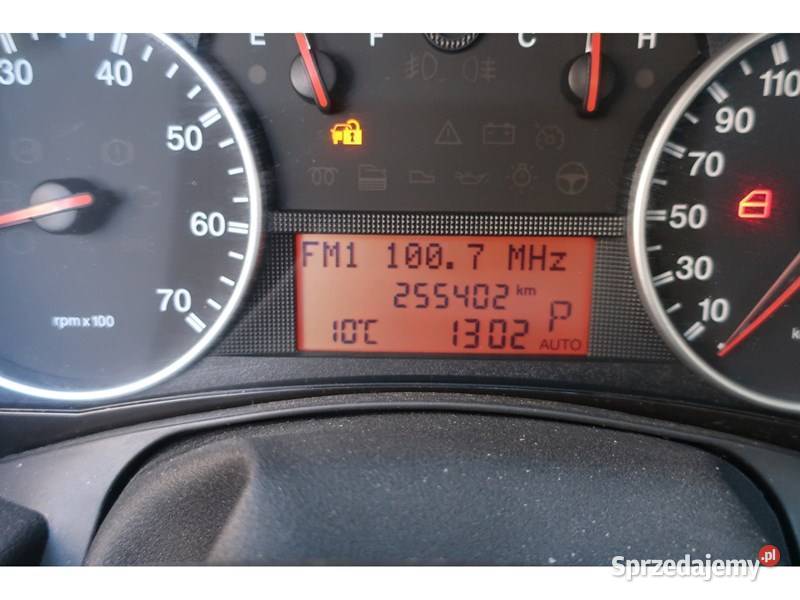 E F C H
30 40 50 60 70
rpm x 100
110 90 70 50 30 10
FM1 100.7 MHz
255402 km
P
10°C 1302 AUTO
Sprzedajemy.pl